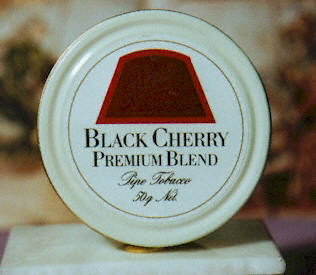 BLACK CHERRY
PREMIUM BLEND
Pipe Tobacco
50g Net.